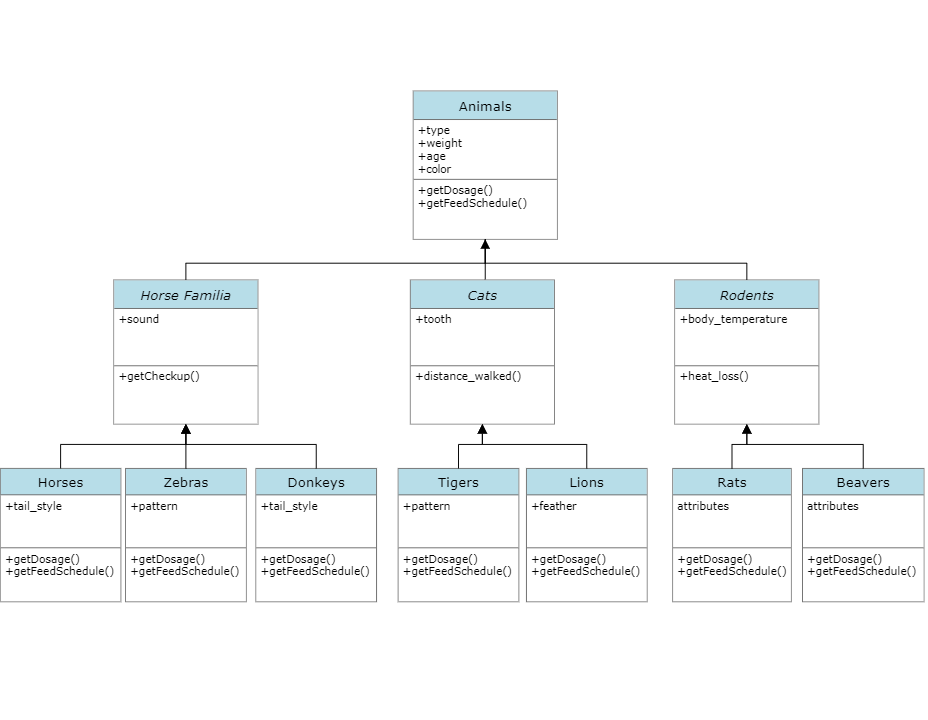 Animals
+type
+weight
+age
+color
+getDosage()
+getFeedSchedule()
Horse Familia
+sound
+getCheckup()
Cats
+tooth
+distance_walked()
Rodents
+body_temperature
+heat_loss()
Horses
+tail_style
+getDosage()
+getFeedSchedule()
Zebras
+pattern
+getDosage()
+getFeedSchedule()
Donkeys
+tail_style
+getDosage()
+getFeedSchedule()
Tigers
+pattern
+getDosage()
+getFeedSchedule()
Lions
+feather
+getDosage()
+getFeedSchedule()
Rats
attributes
+getDosage()
+getFeedSchedule()
Beavers
attributes
+getDosage()
+getFeedSchedule()